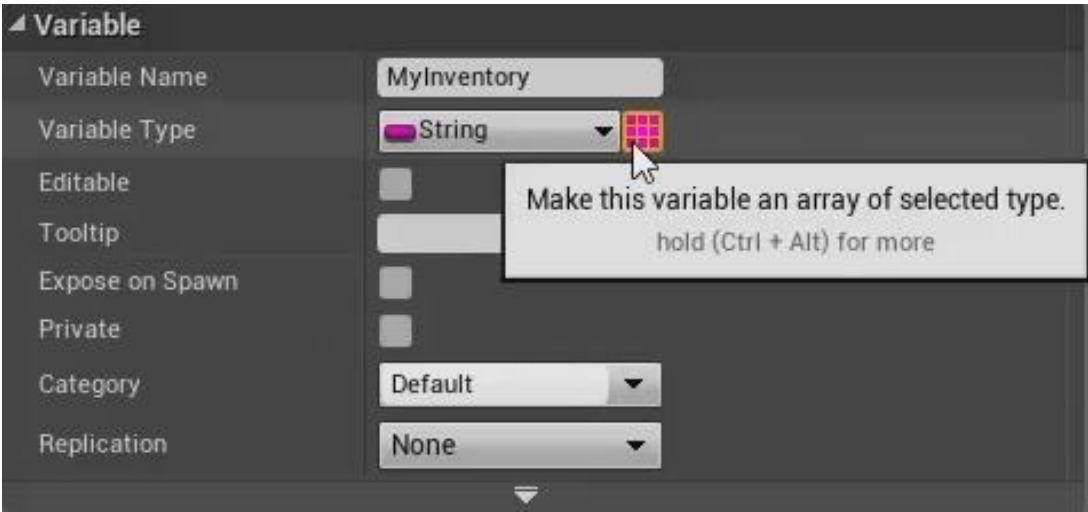 Variable
Variable Name
MyInventory
Variable Type
String
Make this variable an array of selected type.
hold (Ctrl + Alt) for more
Editable
Tooltip
Expose on Spawn
Private
Category
Default
Replication
None